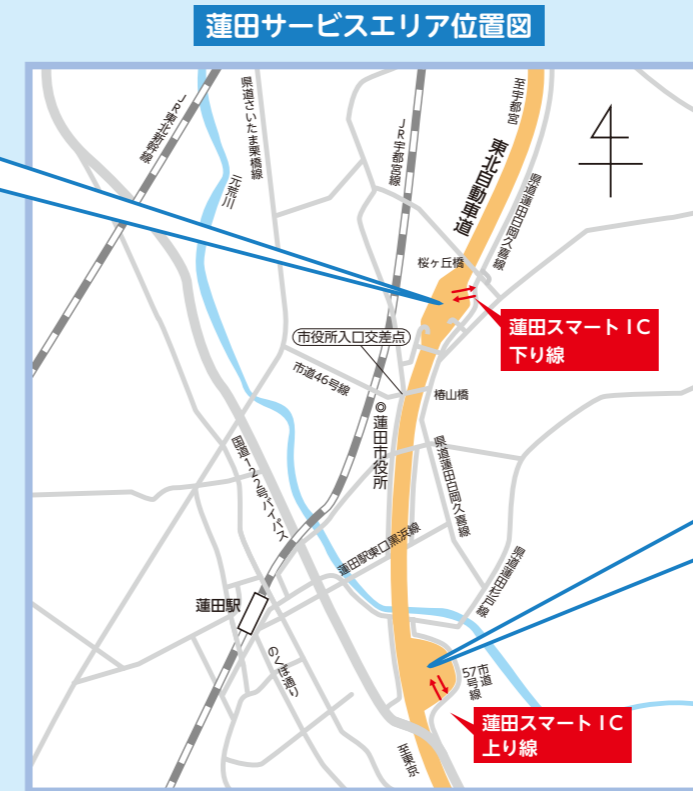 蓮田サービスエリア位置図
JR東北新幹線
県道さいたま栗橋線
元荒川
JR宇都宮線
至宇都宮
東北自動車道
県道蓮田白岡久喜線
桜ヶ丘橋
蓮田スマートIC
下り線
市役所入口交差点
市道46号線
椿山橋
蓮田市役所
国道122号バイパス
県道蓮田白岡久喜線
蓮田駅東口黒浜線
県道蓮田杉戸線
蓮田駅
のくぼ通り
市道
57号線
蓮田スマートIC
上り線
至東京